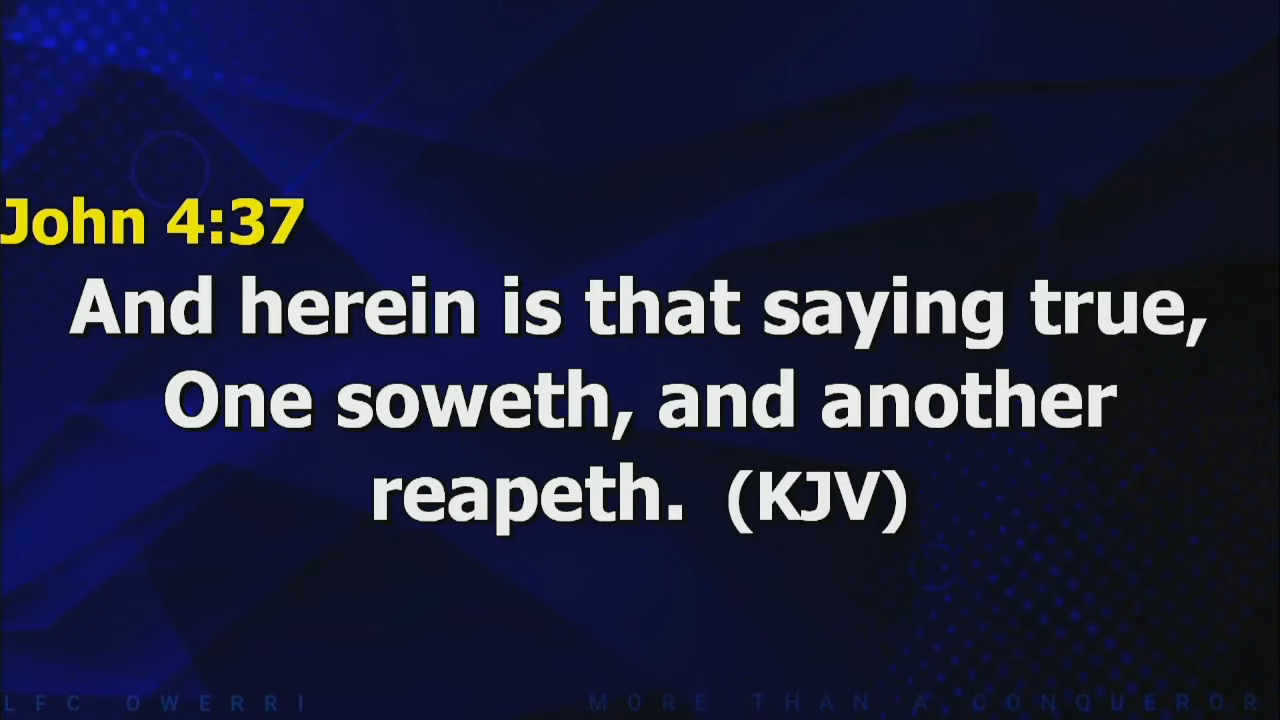 John 4:37
And herein is that saying true,
One soweth, and another
reapeth. (KJV)
LFC OWERRI MORE THAN A CONQUEROR